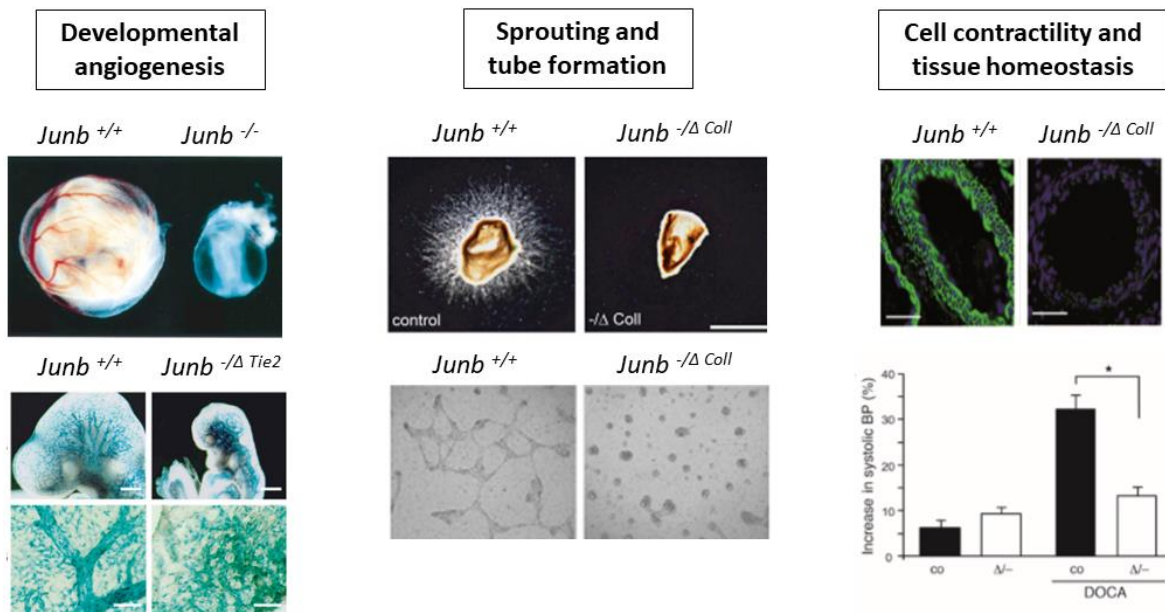 Developmental
angiogenesis
Junb +/+ Junb -/-
Junb +/+ Junb -/Δ Tie2
Sprouting and
tube formation
Junb +/+ Junb -/Δ Coll
control -/Δ Coll
Junb +/+ Junb -/Δ Coll
Cell contractility and
tissue homeostasis
Junb +/+ Junb -/Δ Coll
Increase in systolic BP (%)
40
30
20
10
0
*
co Δ/– co Δ/–
DOCA